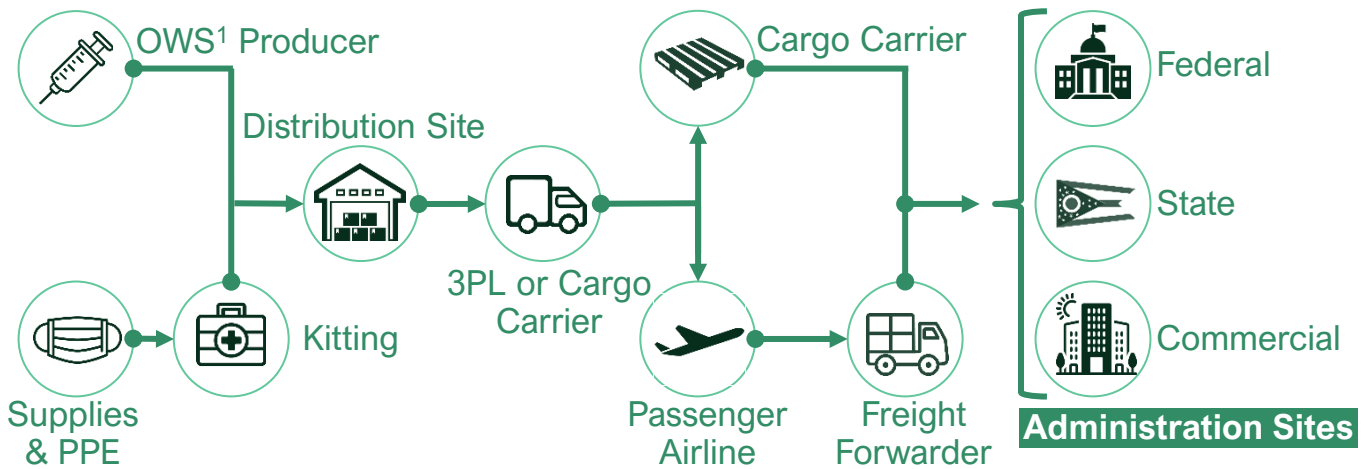 OWS¹ Producer
Cargo Carrier
Federal
Distribution Site
State
3PL or Cargo
Carrier
Kitting
Commercial
Supplies
& PPE
Passenger
Airline
Freight
Forwarder
Administration Sites